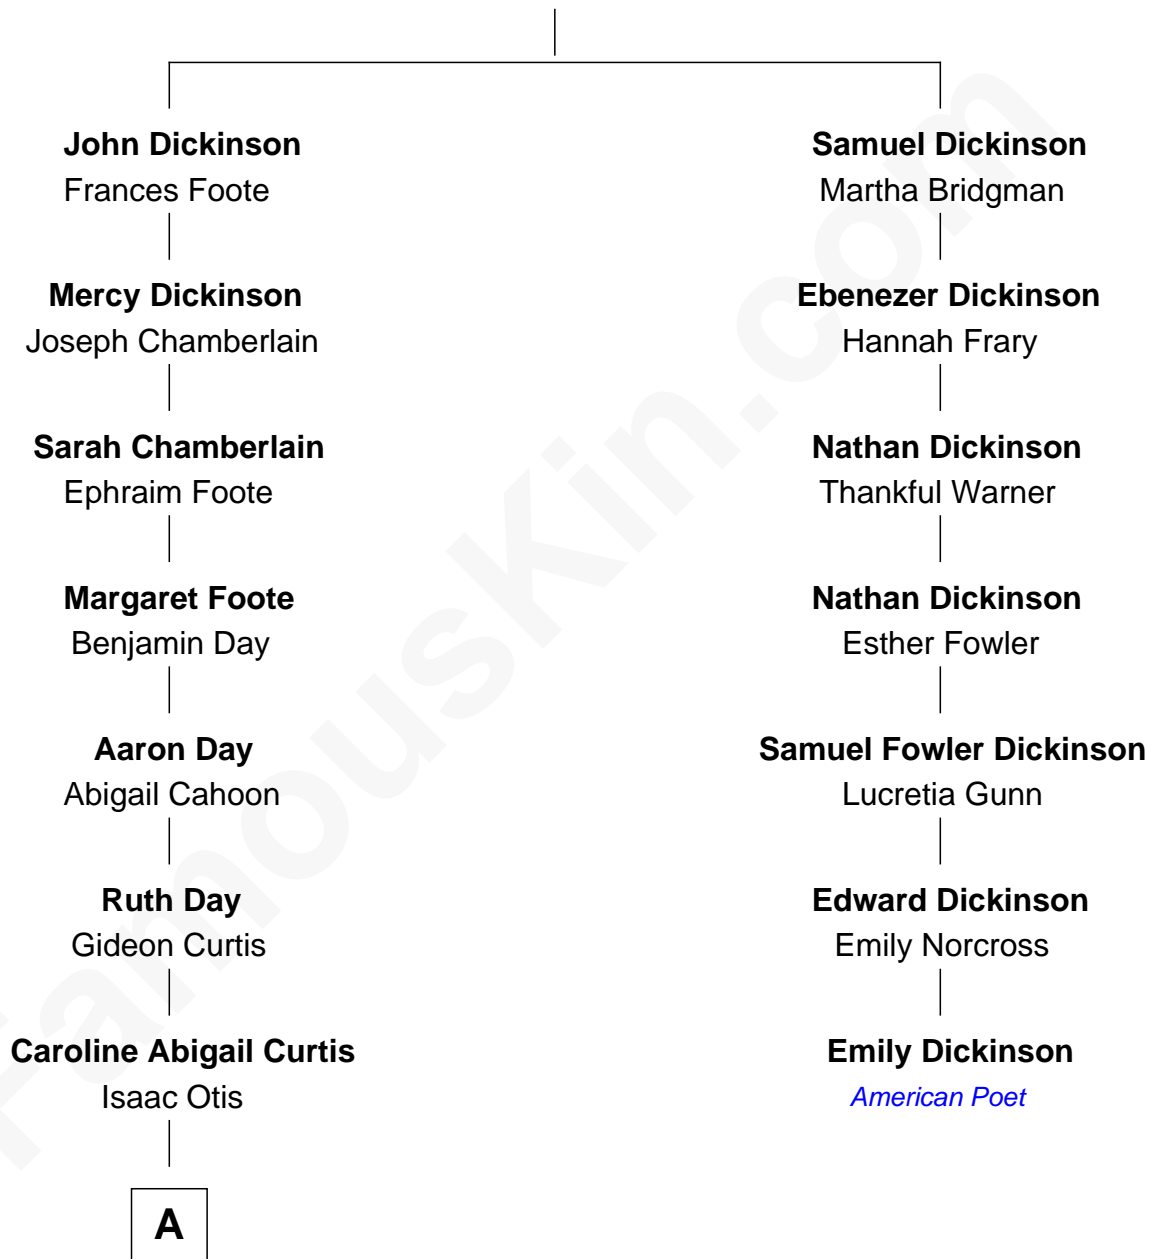 John Dickinson
Frances Foote
Mercy Dickinson
Joseph Chamberlain
Sarah Chamberlain
Ephraim Foote
Margaret Foote
Benjamin Day
Aaron Day
Abigail Cahoon
Ruth Day
Gideon Curtis
Caroline Abigail Curtis
Isaac Otis
A
Samuel Dickinson
Martha Bridgman
Ebenezer Dickinson
Hannah Frary
Nathan Dickinson
Thankful Warner
Nathan Dickinson
Esther Fowler
Samuel Fowler Dickinson
Lucretia Gunn
Edward Dickinson
Emily Norcross
Emily Dickinson
American Poet
FamousKin.com